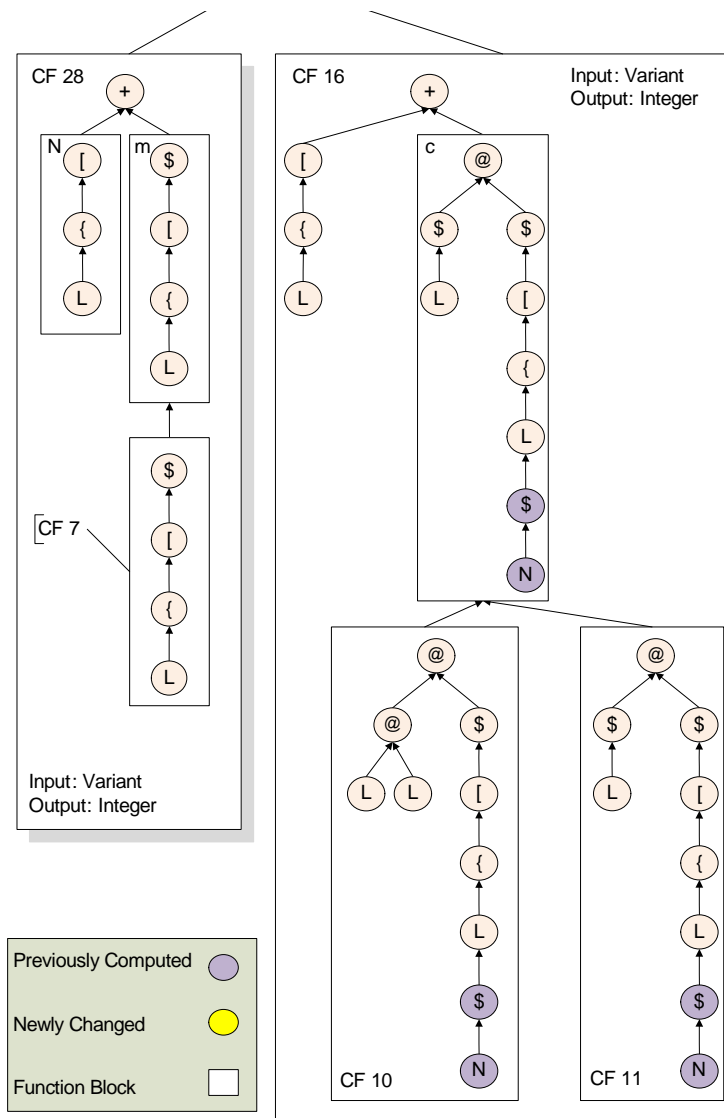 CF 28
+
N
[
{
L
m
$
[
{
L
CF 7
$
[
{
L
Input: Variant
Output: Integer
CF 16
Input: Variant
Output: Integer
+
[
{
L
c
@
$
L
$
[
{
L
$
N
@
@
L L
$
[
{
L
$
N
CF 10
@
$
L
$
[
{
L
$
N
CF 11
Previously Computed
Newly Changed
Function Block